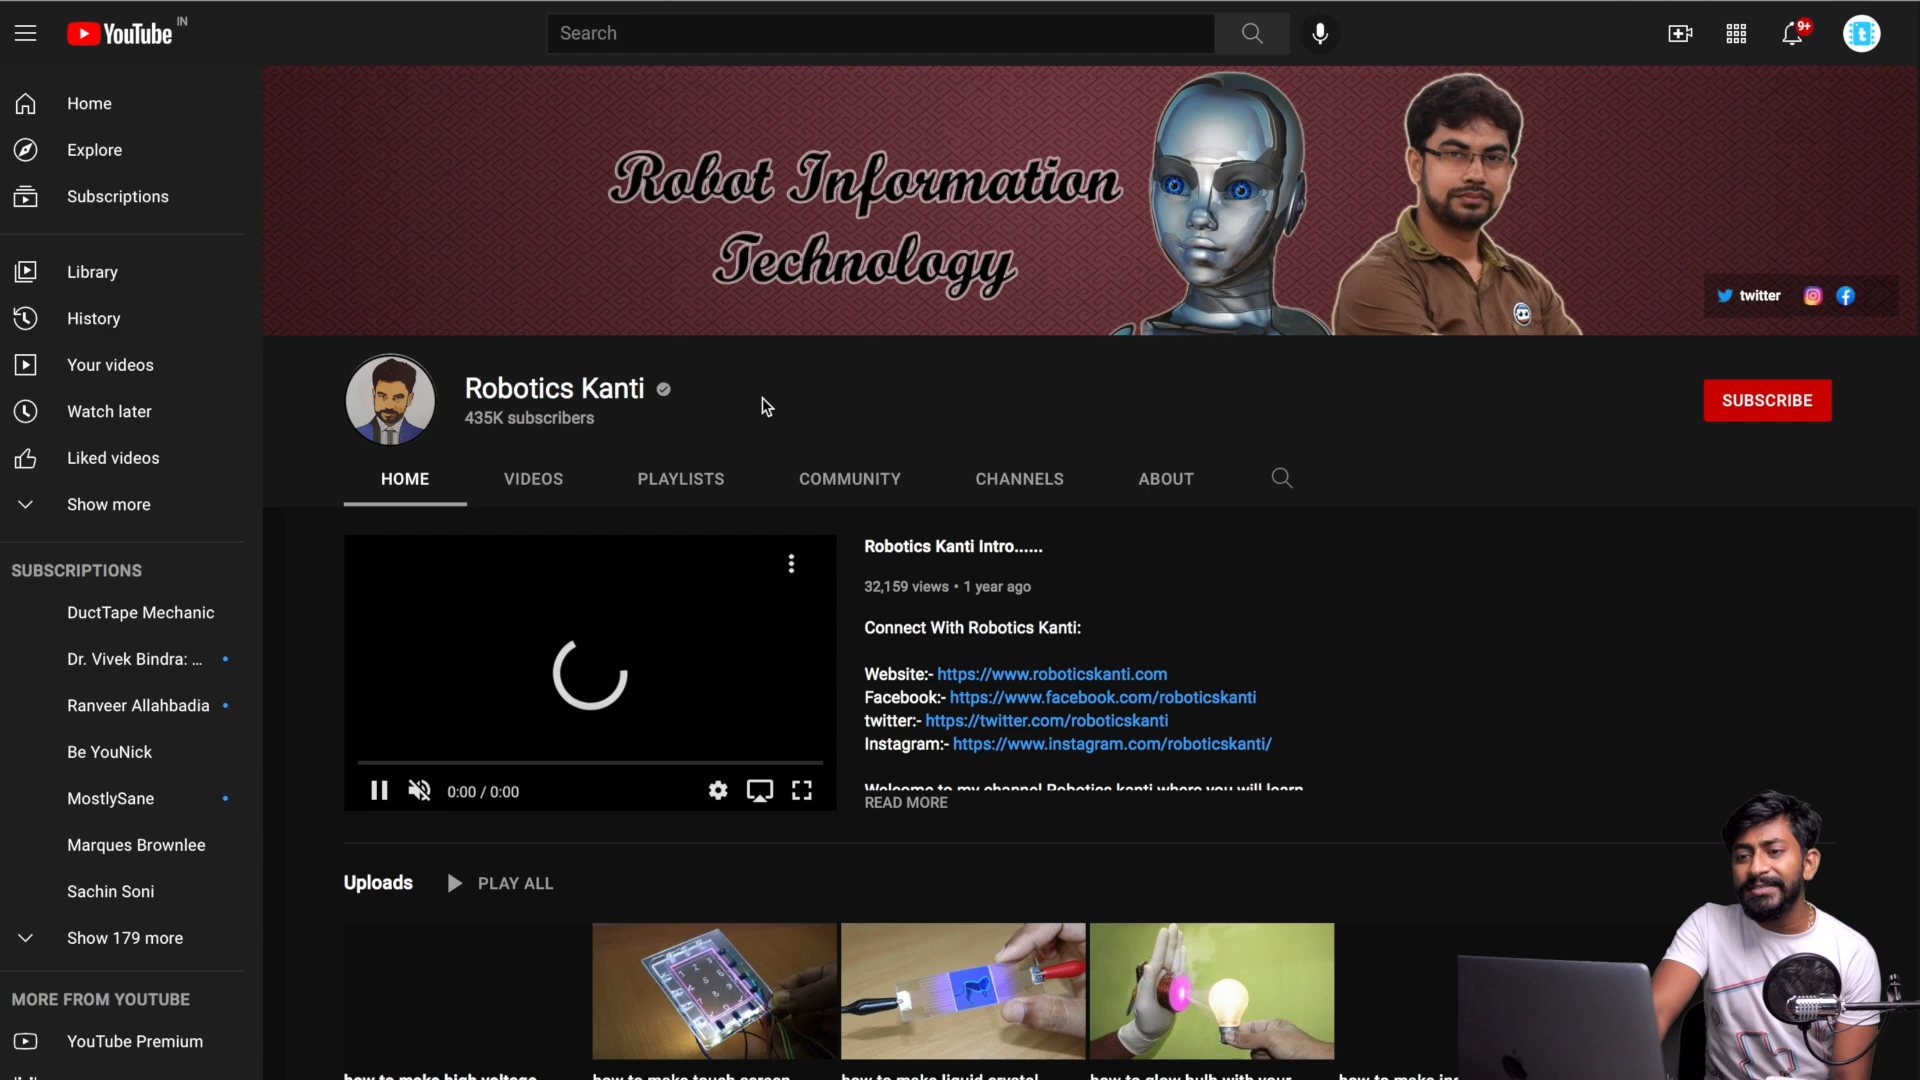 YouTube IN
Search
9+
Home
Explore
Subscriptions
Library
History
Your videos
Watch later
Liked videos
Show more
SUBSCRIPTIONS
DuctTape Mechanic
Dr. Vivek Bindra: ...
Ranveer Allahbadia
Be YouNick
MostlySane
Marques Brownlee
Sachin Soni
Show 179 more
MORE FROM YOUTUBE
YouTube Premium
Robot Information
Technology
twitter
Robotics Kanti
435K subscribers
SUBSCRIBE
HOME VIDEOS PLAYLISTS COMMUNITY CHANNELS ABOUT
0:00 / 0:00
Robotics Kanti Intro......
32,159 views • 1 year ago
Connect With Robotics Kanti:
Website:- https://www.roboticskanti.com
Facebook:- https://www.facebook.com/roboticskanti
twitter:- https://twitter.com/roboticskanti
Instagram:- https://www.instagram.com/roboticskanti/
Welcome to my channel Robotics kanti where you will learn
READ MORE
Uploads PLAY ALL
how to make high voltage
how to make touch screen
how to make liquid crystal
how to glow bulb with your
how to make